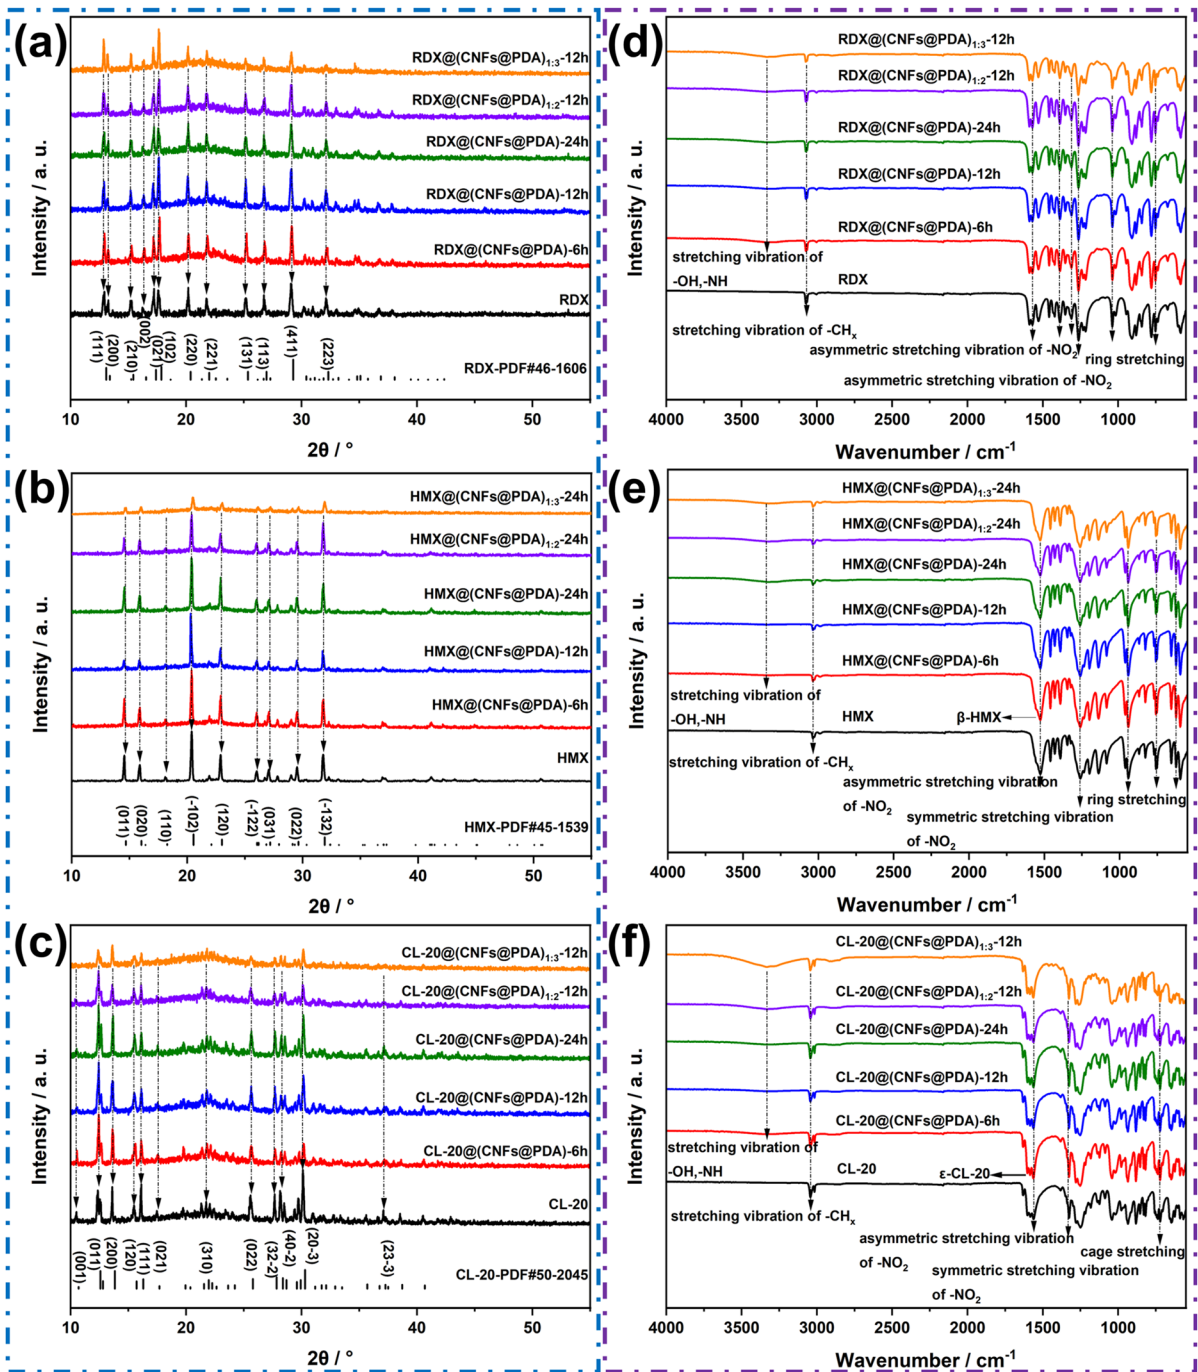 (a)
RDX@(CNFs@PDA)1:3-12h
RDX@(CNFs@PDA)1:2-12h
RDX@(CNFs@PDA)-24h
RDX@(CNFs@PDA)-12h
RDX@(CNFs@PDA)-6h
RDX
(111)
(200)
(210)
(002)
(021)
(102)
(220)
(221)
(131)
(113)
(411)
(223)
RDX-PDF#46-1606
Intensity / a. u.
10 20 30 40 50
2θ / °
(d)
RDX@(CNFs@PDA)1:3-12h
RDX@(CNFs@PDA)1:2-12h
RDX@(CNFs@PDA)-24h
RDX@(CNFs@PDA)-12h
RDX@(CNFs@PDA)-6h
stretching vibration of
-OH,-NH
RDX
stretching vibration of -CHx
asymmetric stretching vibration of -NO2
ring stretching
asymmetric stretching vibration of -NO2
Intensity / a. u.
4000 3500 3000 2500 2000 1500 1000
Wavenumber / cm-1
(b)
HMX@(CNFs@PDA)1:3-24h
HMX@(CNFs@PDA)1:2-24h
HMX@(CNFs@PDA)-24h
HMX@(CNFs@PDA)-12h
HMX@(CNFs@PDA)-6h
HMX
(011)
(020)
(110)
(-102)
(120)
(-122)
(031)
(022)
(-132)
HMX-PDF#45-1539
Intensity / a. u.
10 20 30 40 50
2θ / °
(e)
HMX@(CNFs@PDA)1:3-24h
HMX@(CNFs@PDA)1:2-24h
HMX@(CNFs@PDA)-24h
HMX@(CNFs@PDA)-12h
HMX@(CNFs@PDA)-6h
stretching vibration of
-OH,-NH
HMX
β-HMX
stretching vibration of -CHx
asymmetric stretching vibration
of -NO2
ring stretching
symmetric stretching vibration
of -NO2
Intensity / a. u.
4000 3500 3000 2500 2000 1500 1000
Wavenumber / cm-1
(c)
CL-20@(CNFs@PDA)1:3-12h
CL-20@(CNFs@PDA)1:2-12h
CL-20@(CNFs@PDA)-24h
CL-20@(CNFs@PDA)-12h
CL-20@(CNFs@PDA)-6h
CL-20
(001)
(011)
(200)
(120)
(111)
(021)
(310)
(022)
(32-2)
(40-2)
(20-3)
(23-3)
CL-20-PDF#50-2045
Intensity / a. u.
10 20 30 40 50
2θ / °
(f)
CL-20@(CNFs@PDA)1:3-12h
CL-20@(CNFs@PDA)1:2-12h
CL-20@(CNFs@PDA)-24h
CL-20@(CNFs@PDA)-12h
CL-20@(CNFs@PDA)-6h
stretching vibration of
-OH,-NH
CL-20
ε-CL-20
stretching vibration of -CHx
asymmetric stretching vibration
of -NO2
cage stretching
symmetric stretching vibration
of -NO2
Intensity / a. u.
4000 3500 3000 2500 2000 1500 1000
Wavenumber / cm-1